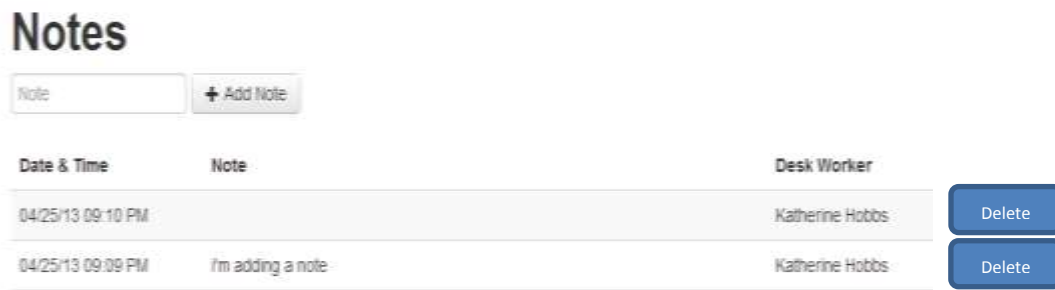 Notes
Note + Add Note
Date & Time Note Desk Worker
04/25/13 09:10 PM Katherine Hobbs Delete
04/25/13 09:09 PM I'm adding a note Katherine Hobbs Delete